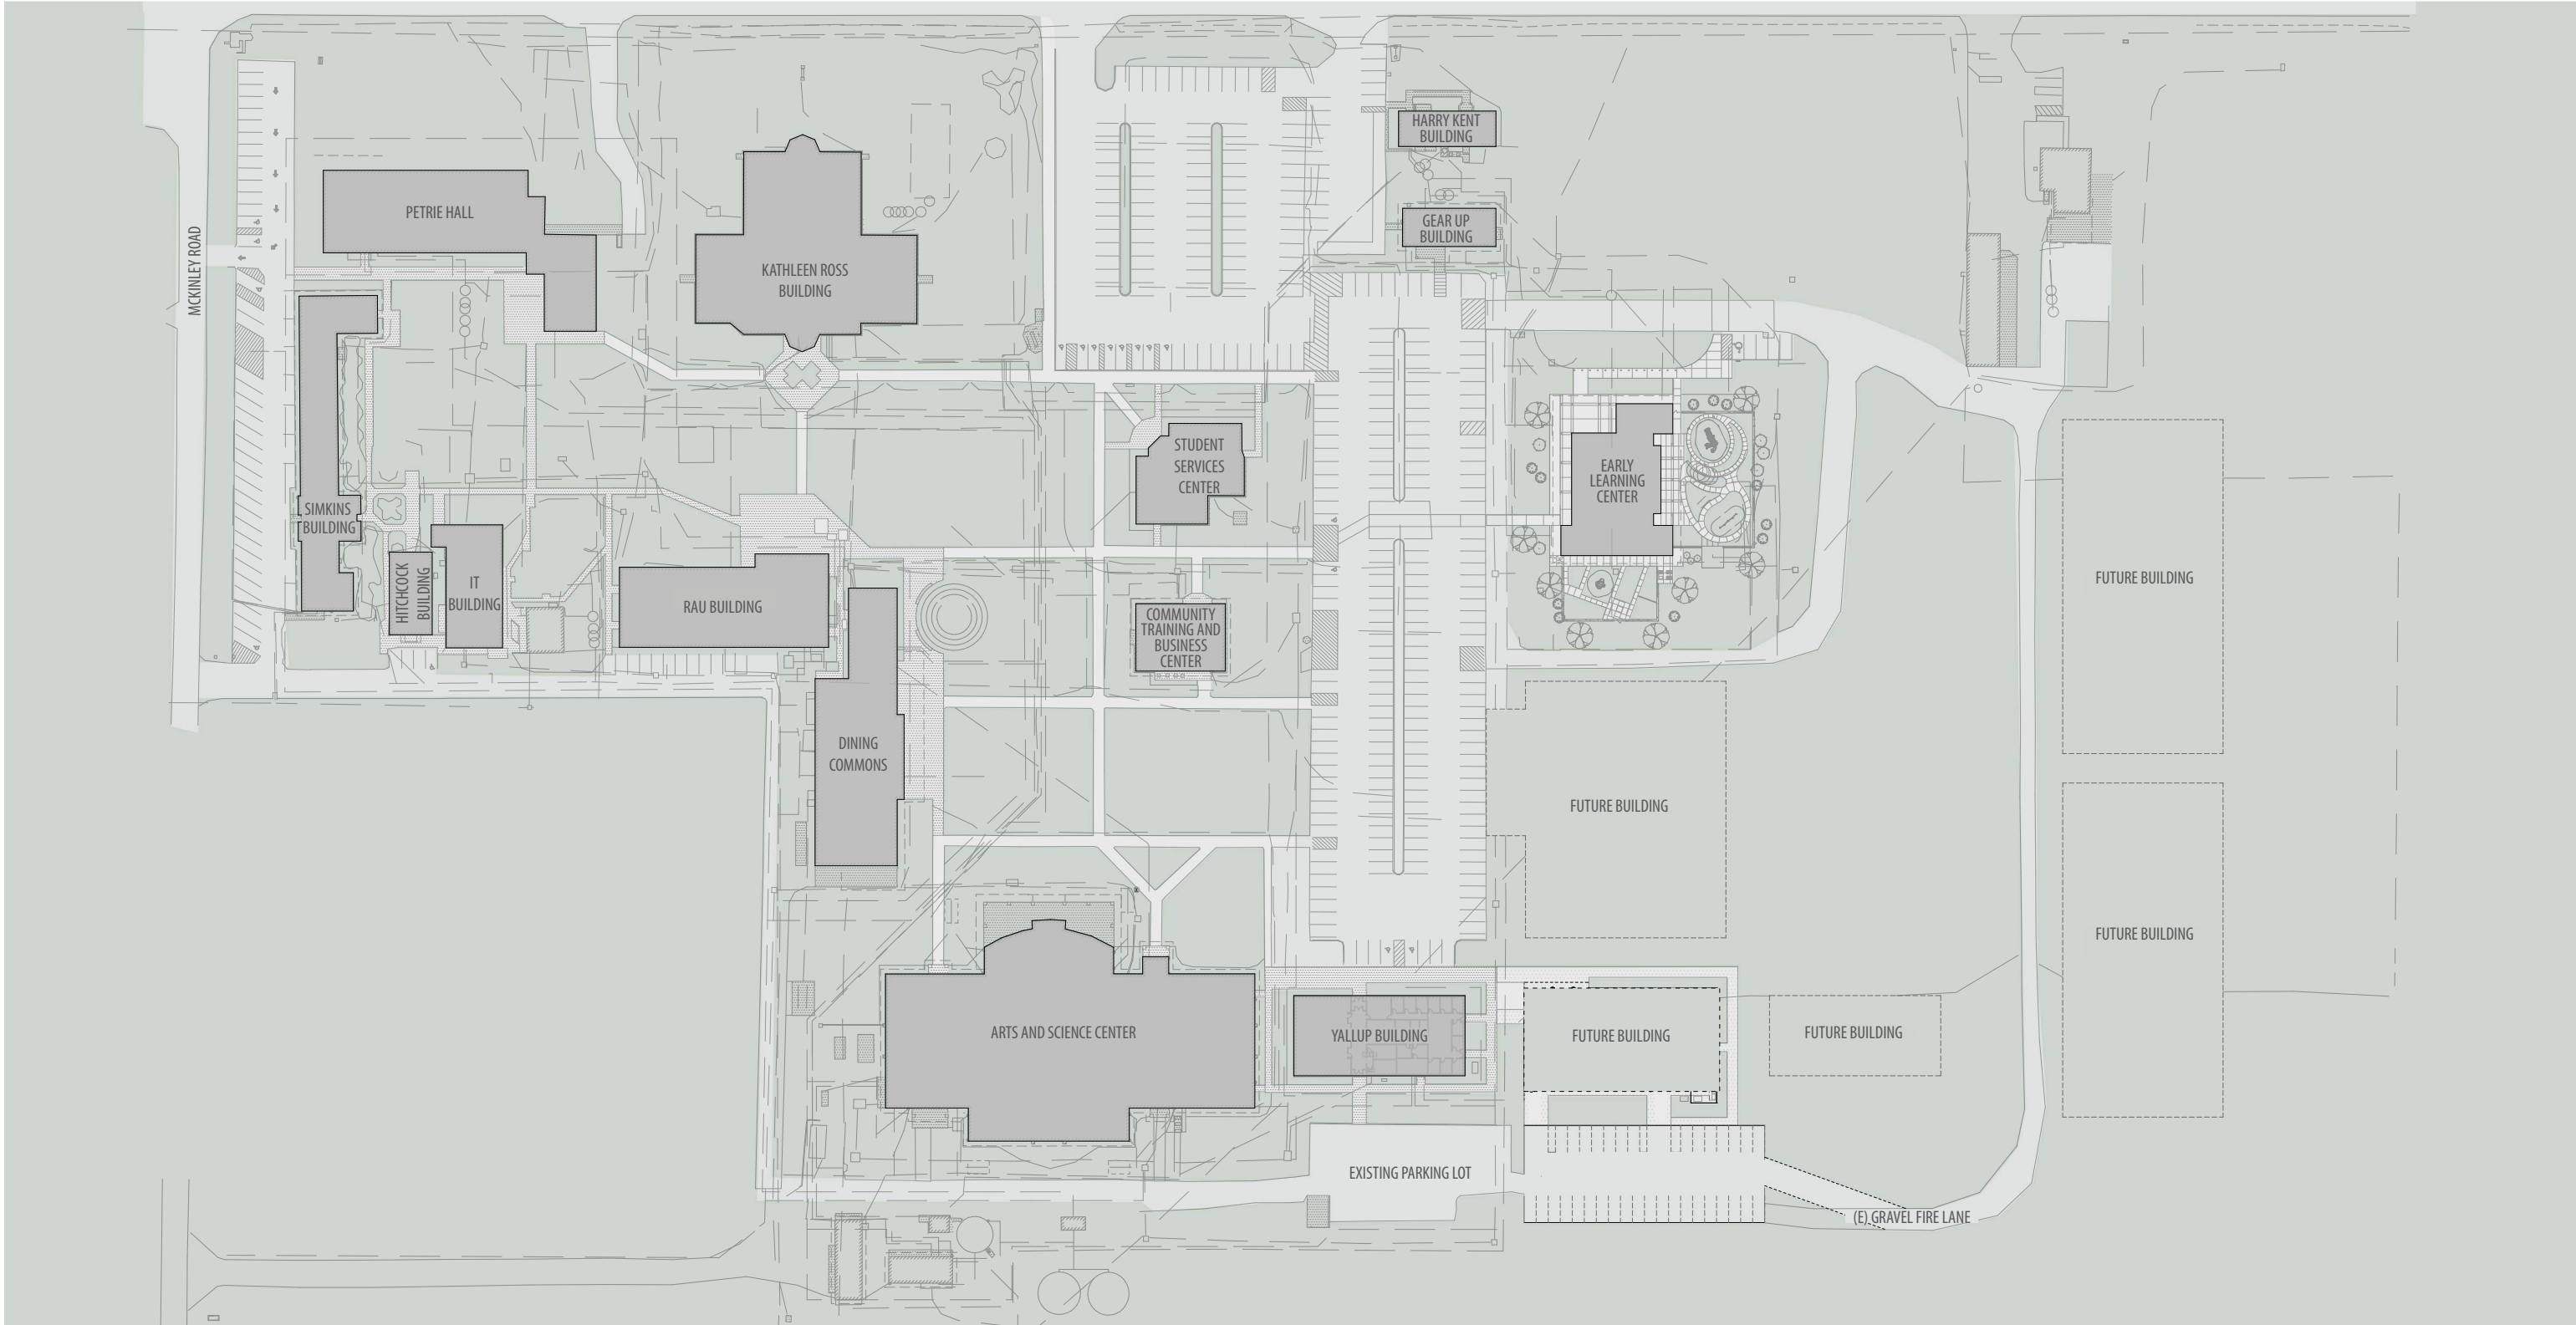 HARRY KENT
BUILDING
PETRIE HALL
GEAR UP
BUILDING
MCKINLEY ROAD
KATHLEEN ROSS
BUILDING
STUDENT
SERVICES
CENTER
EARLY
LEARNING
CENTER
SIMKINS
BUILDING
HITCHCOCK
BUILDING
IT
BUILDING
RAU BUILDING
COMMUNITY
TRAINING AND
BUSINESS
CENTER
FUTURE BUILDING
DINING
COMMONS
FUTURE BUILDING
FUTURE BUILDING
ARTS AND SCIENCE CENTER
YALLUP BUILDING
FUTURE BUILDING
FUTURE BUILDING
EXISTING PARKING LOT
(E) GRAVEL FIRE LANE